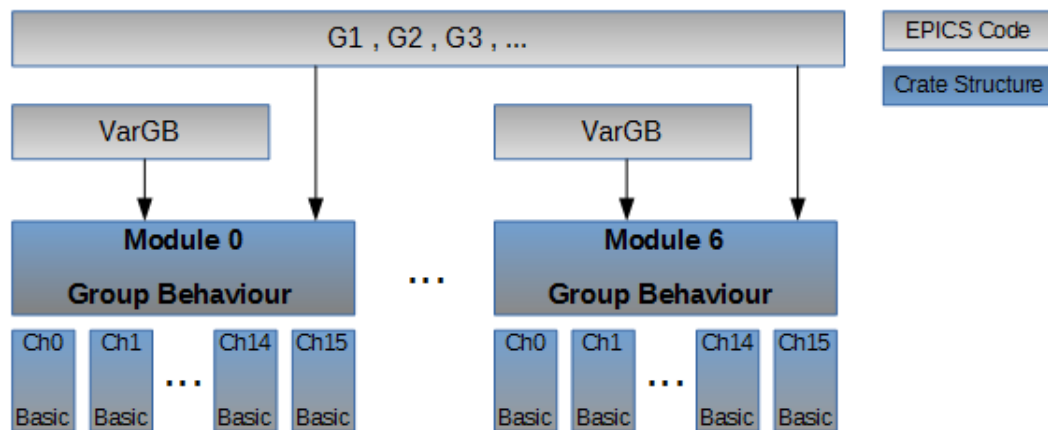 G1 , G2 , G3 , ...
EPICS Code
Crate Structure
VarGB
VarGB
Module 0
Group Behaviour
...
Module 6
Group Behaviour
Ch0
Ch1
Ch14
Ch15
...
Basic
Basic
Basic
Basic
Ch0
Ch1
Ch14
Ch15
...
Basic
Basic
Basic
Basic